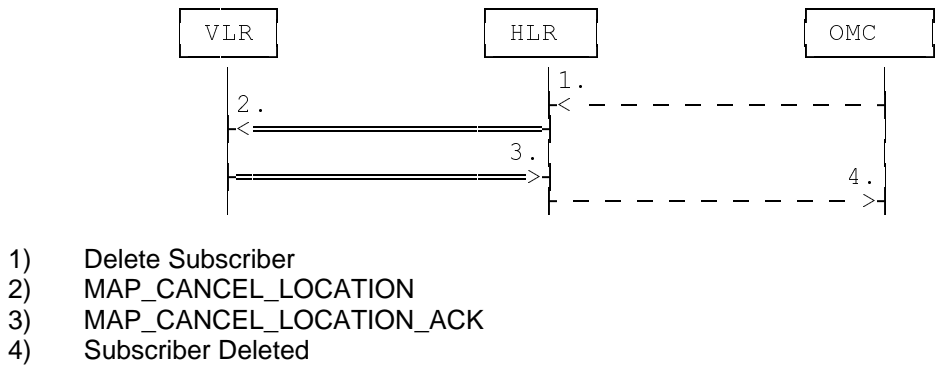 VLR HLR OMC
1.
2.
3.
4.
1) Delete Subscriber
2) MAP_CANCEL_LOCATION
3) MAP_CANCEL_LOCATION_ACK
4) Subscriber Deleted